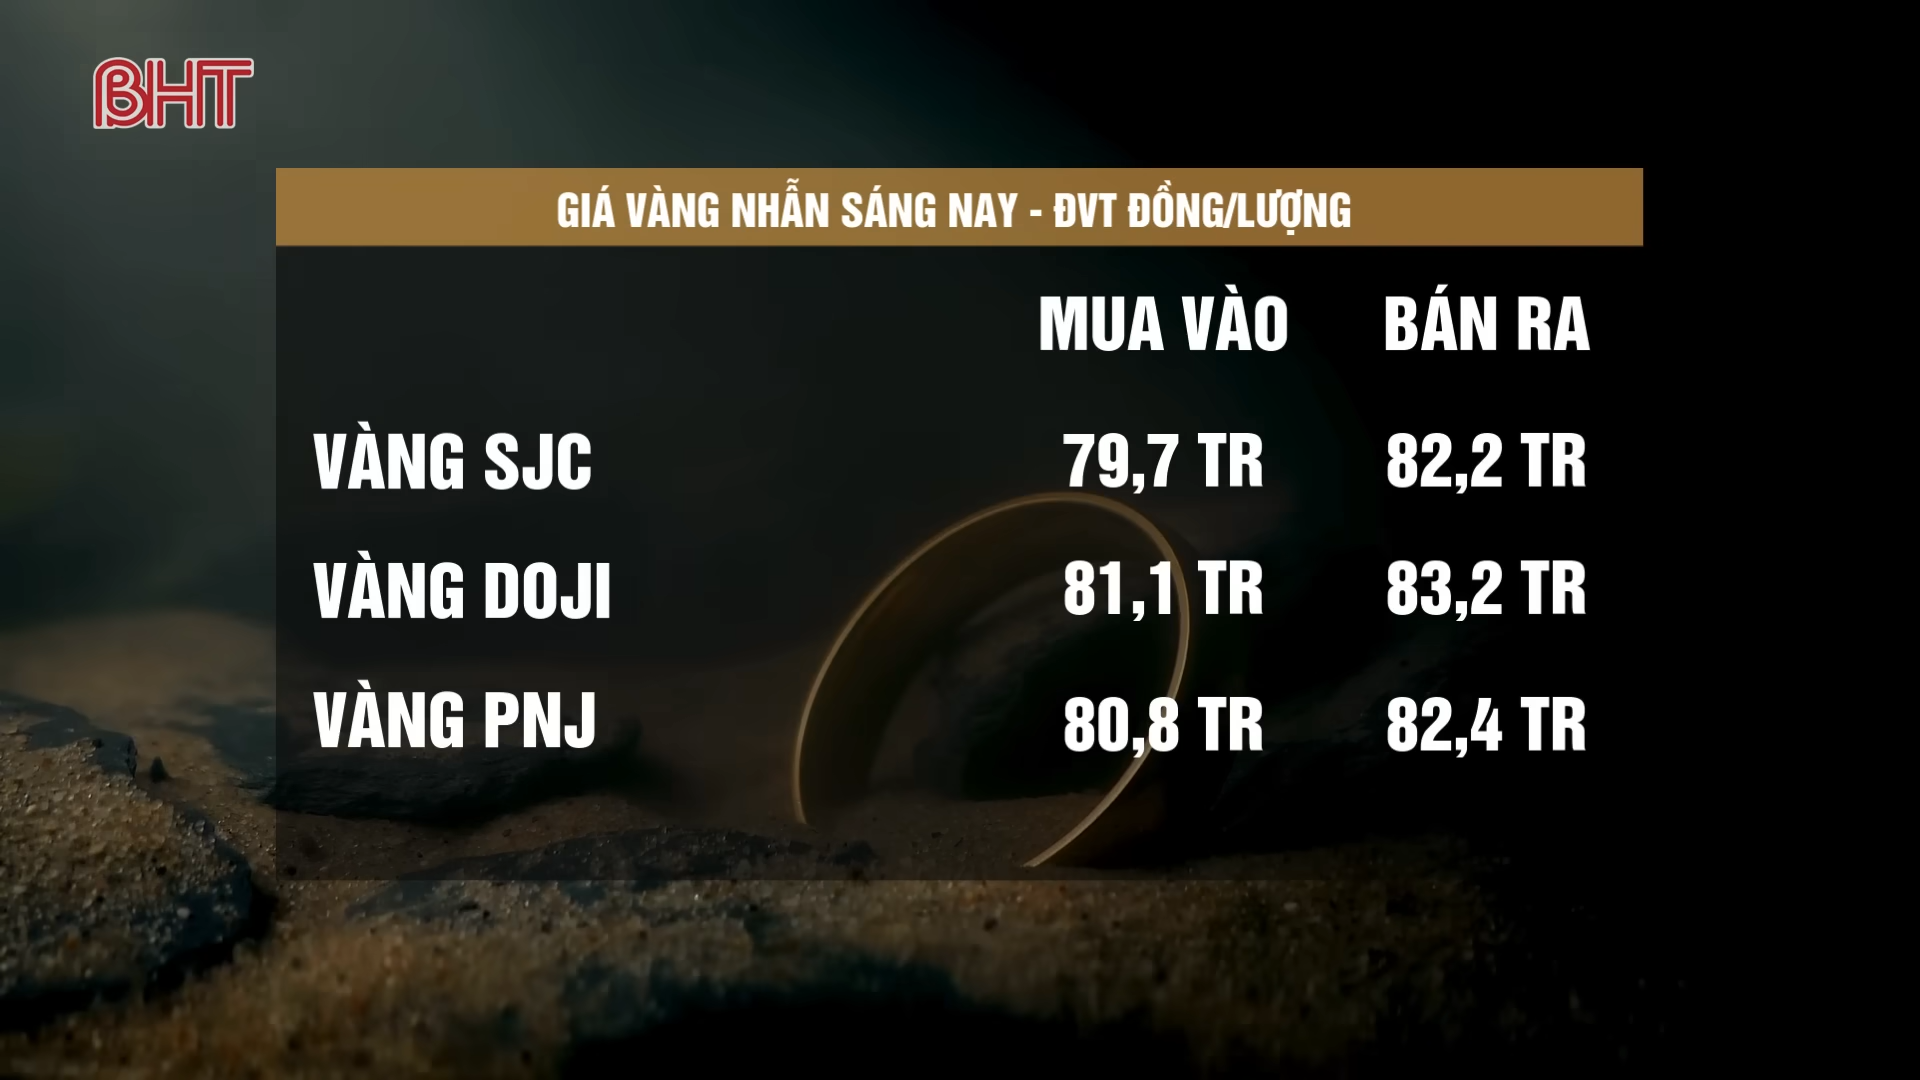 BHT
GIÁ VÀNG NHẪN SÁNG NAY - ĐVT ĐỒNG/LƯỢNG
MUA VÀO BÁN RA
VÀNG SJC 79,7 TR 82,2 TR
VÀNG DOJI 81,1 TR 83,2 TR
VÀNG PNJ 80,8 TR 82,4 TR